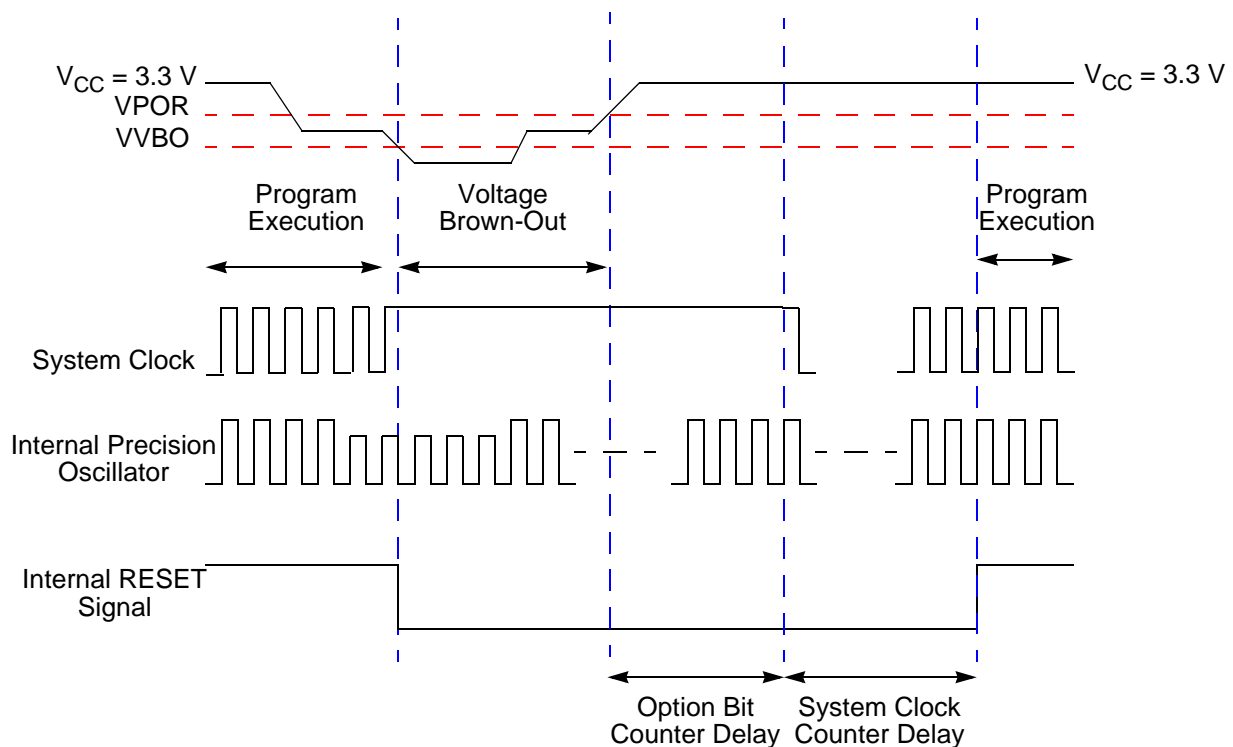 V_CC = 3.3 V
V_CC = 3.3 V
VPOR
VVBO
Program
Execution
Voltage
Brown-Out
Program
Execution
System Clock
Internal Precision
Oscillator
Internal RESET
Signal
Option Bit
Counter Delay
System Clock
Counter Delay